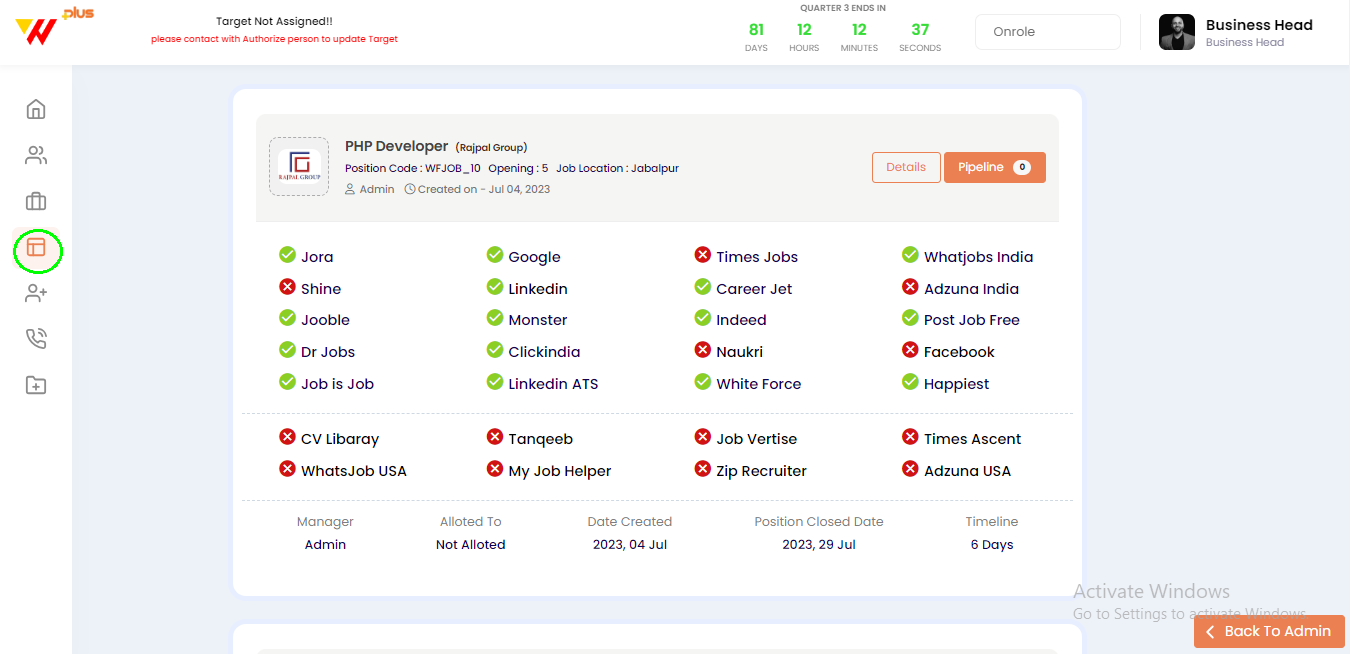 plus
Target Not Assigned!!
please contact with Authorize person to update Target
QUARTER 3 ENDS IN
81 12 12 37
DAYS HOURS MINUTES SECONDS
Onrole
Business Head
Business Head
RAJPAL GROUP
PHP Developer (Rajpal Group)
Position Code : WFJOB_10 Opening : 5 Job Location : Jabalpur
Admin Created on - Jul 04, 2023
Details
Pipeline 0
Jora Google Times Jobs Whatjobs India
Shine Linkedin Career Jet Adzuna India
Jooble Monster Indeed Post Job Free
Dr Jobs Clickindia Naukri Facebook
Job is Job Linkedin ATS White Force Happiest
CV Libaray Tanqeeb Job Vertise Times Ascent
WhatsJob USA My Job Helper Zip Recruiter Adzuna USA
Manager Alloted To Date Created Position Closed Date Timeline
Admin Not Alloted 2023, 04 Jul 2023, 29 Jul 6 Days
Activate Windows
Go to Settings to activate Windows.
Back To Admin